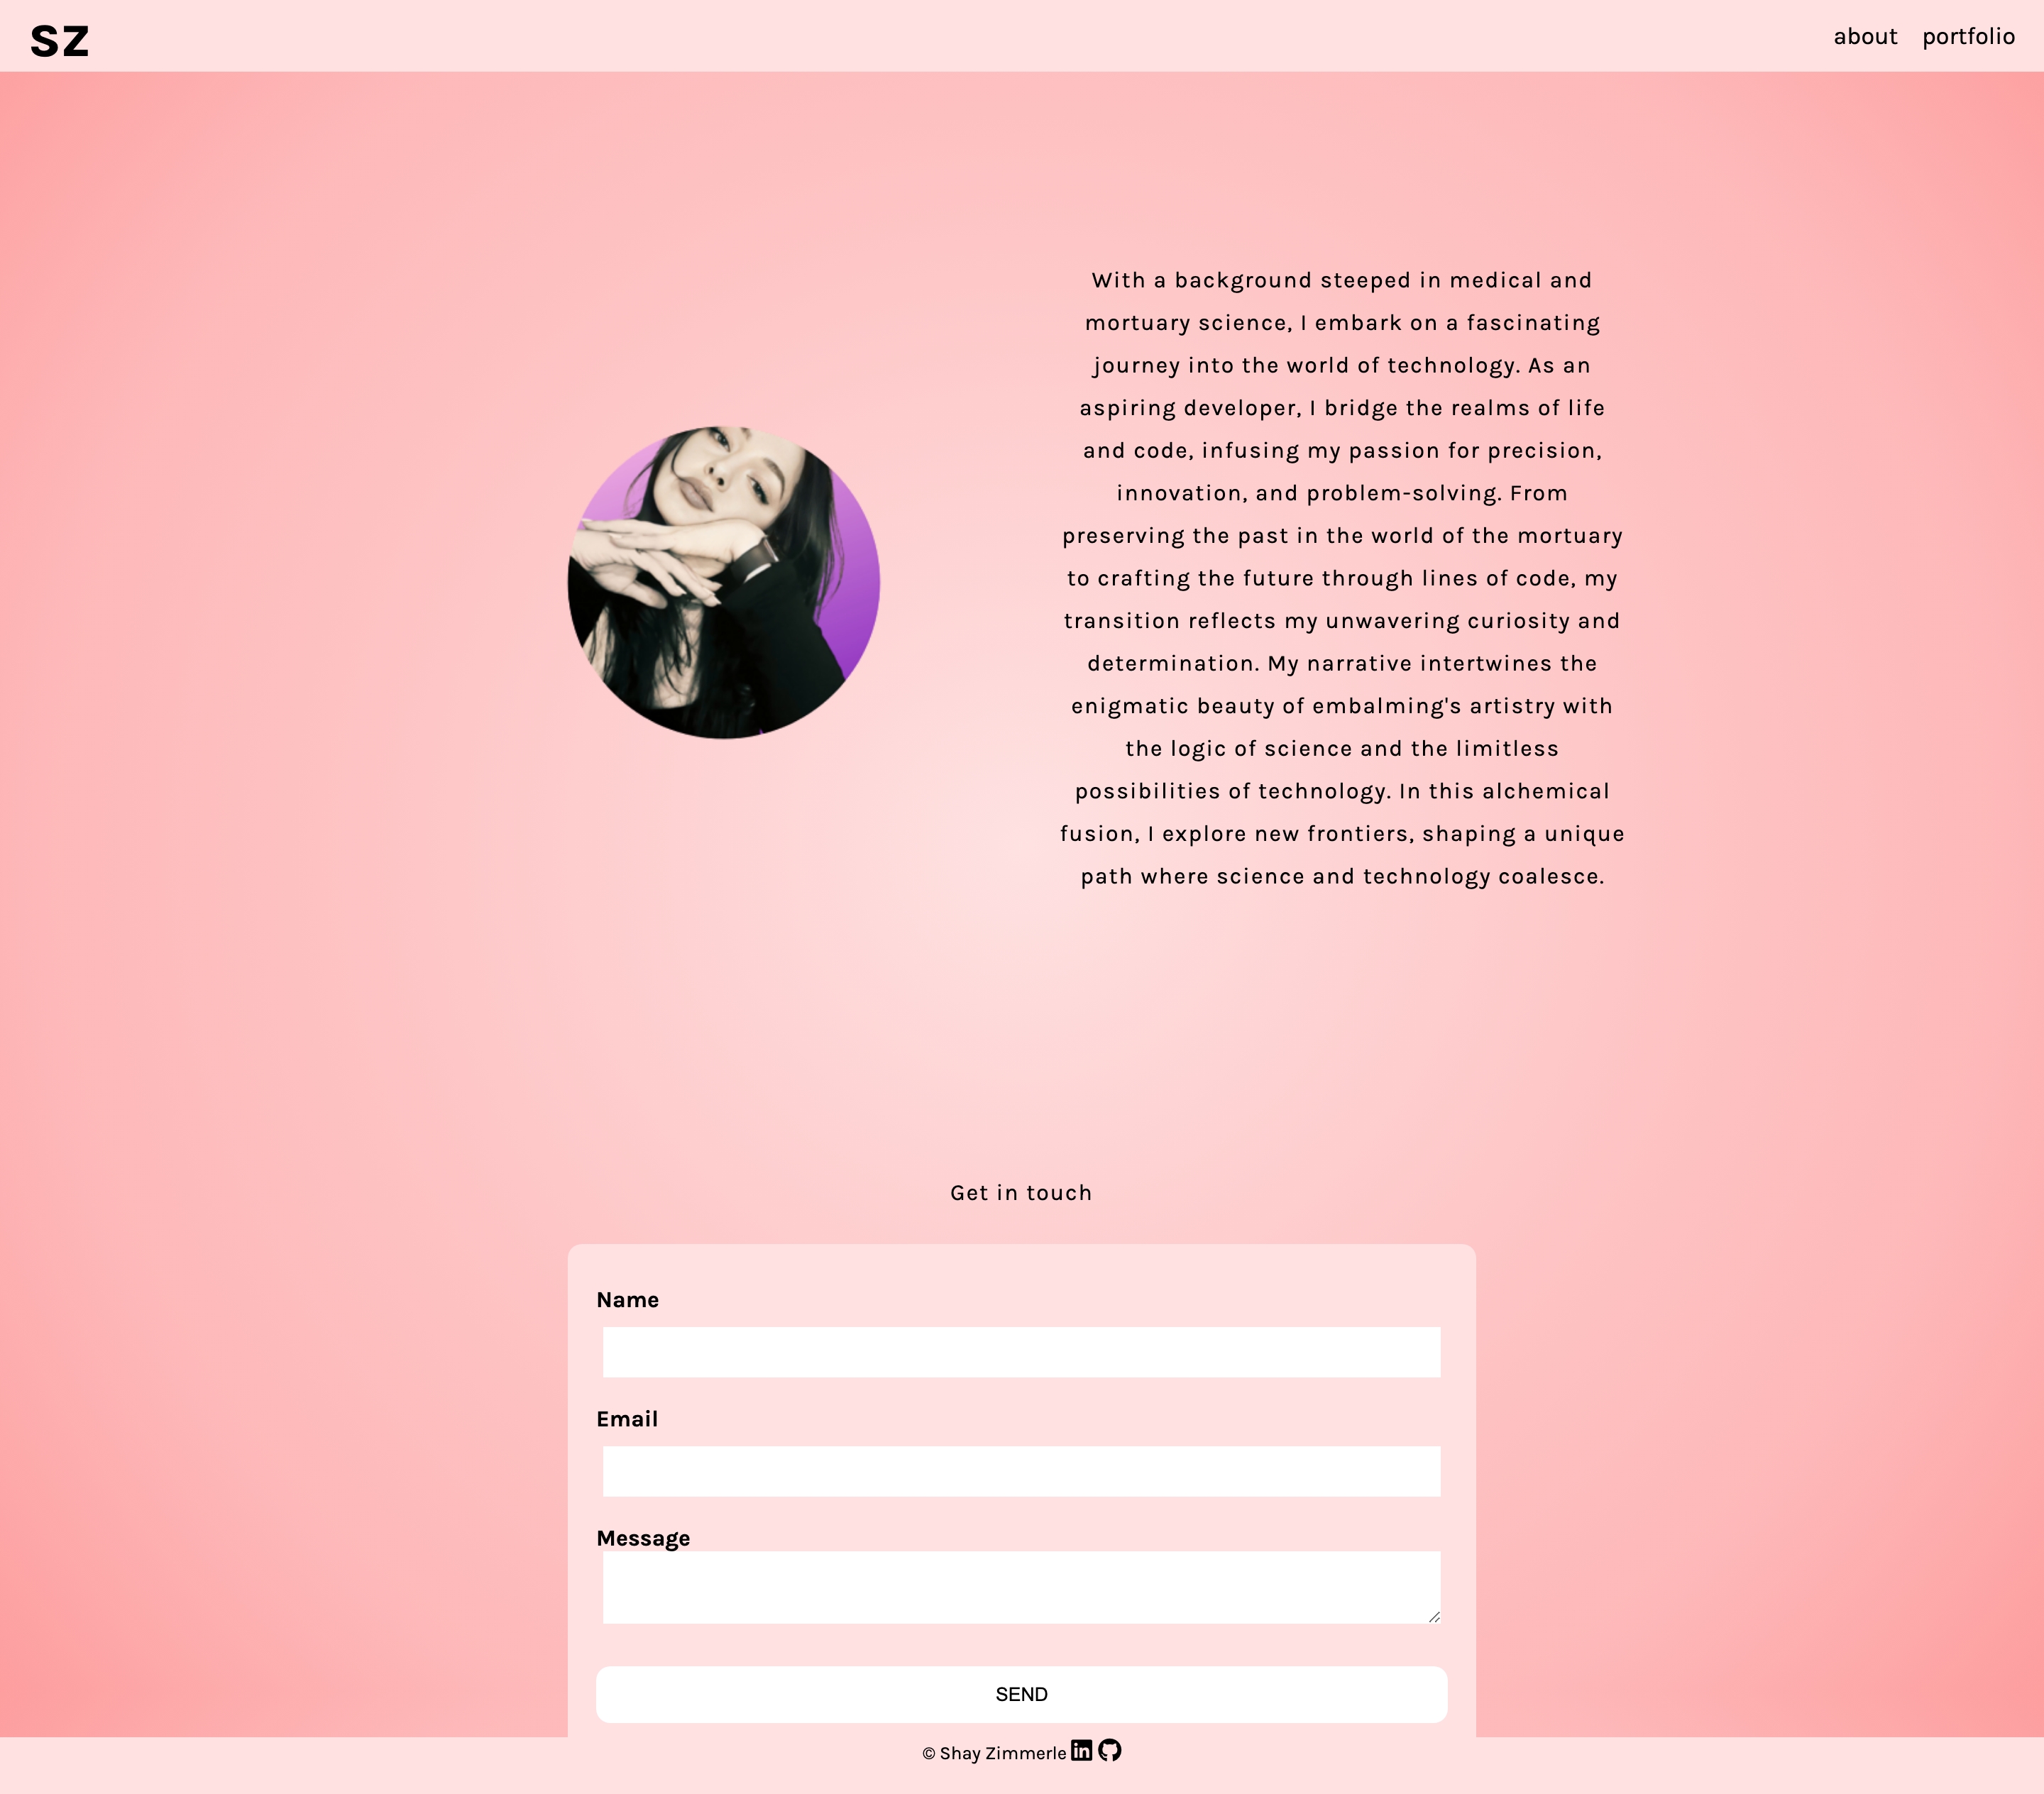 SZ
about portfolio
With a background steeped in medical and
mortuary science, I embark on a fascinating
journey into the world of technology. As an
aspiring developer, I bridge the realms of life
and code, infusing my passion for precision,
innovation, and problem-solving. From
preserving the past in the world of the mortuary
to crafting the future through lines of code, my
transition reflects my unwavering curiosity and
determination. My narrative intertwines the
enigmatic beauty of embalming's artistry with
the logic of science and the limitless
possibilities of technology. In this alchemical
fusion, I explore new frontiers, shaping a unique
path where science and technology coalesce.
Get in touch
Name
Email
Message
SEND
© Shay Zimmerle in